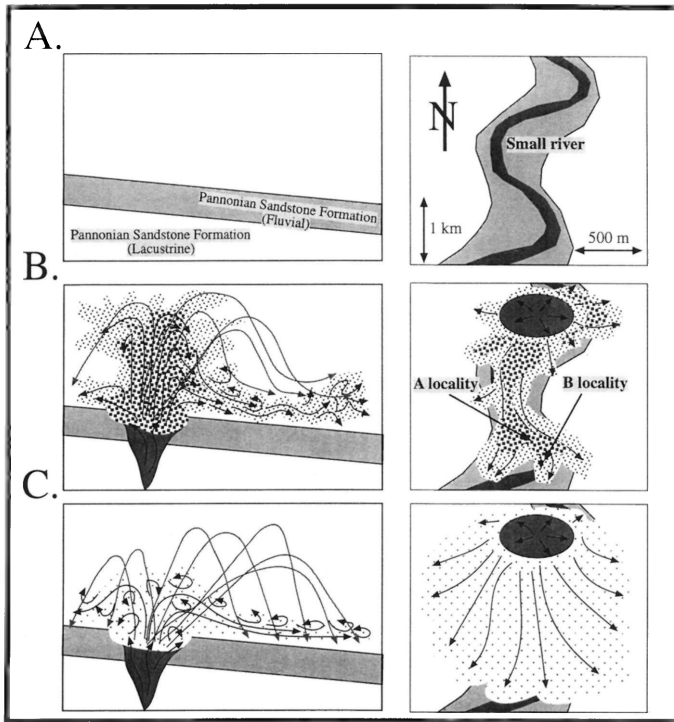 A.
Pannonian Sandstone Formation
(Fluvial)
Pannonian Sandstone Formation
(Lacustrine)
N
Small river
1 km
500 m
B.
A locality
B locality
C.